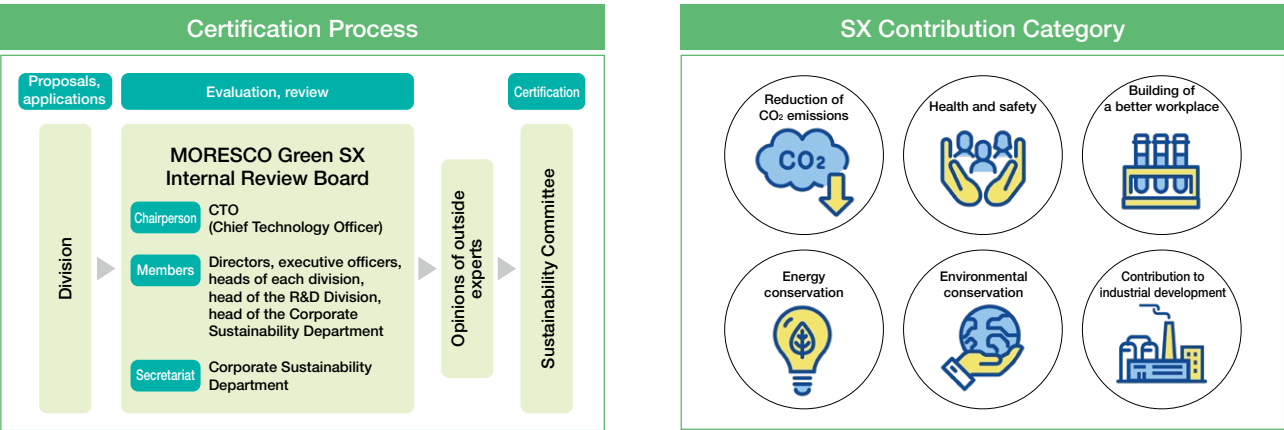 Certification Process
Proposals,
applications
Evaluation, review
Certification
Division
MORESCO Green SX
Internal Review Board
Chairperson
CTO
(Chief Technology Officer)
Members
Directors, executive officers,
heads of each division,
head of the R&D Division,
head of the Corporate
Sustainability Department
Secretariat
Corporate Sustainability
Department
Opinions of outside
experts
Sustainability Committee
SX Contribution Category
Reduction of
CO₂ emissions
CO₂
Health and safety
Building of
a better workplace
Energy
conservation
Environmental
conservation
Contribution to
industrial development